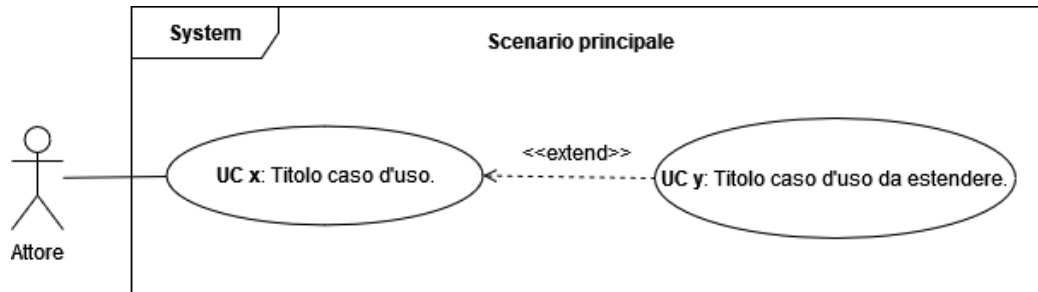 System
Scenario principale
<<extend>>
UC x: Titolo caso d'uso.
UC y: Titolo caso d'uso da estendere.
Attore